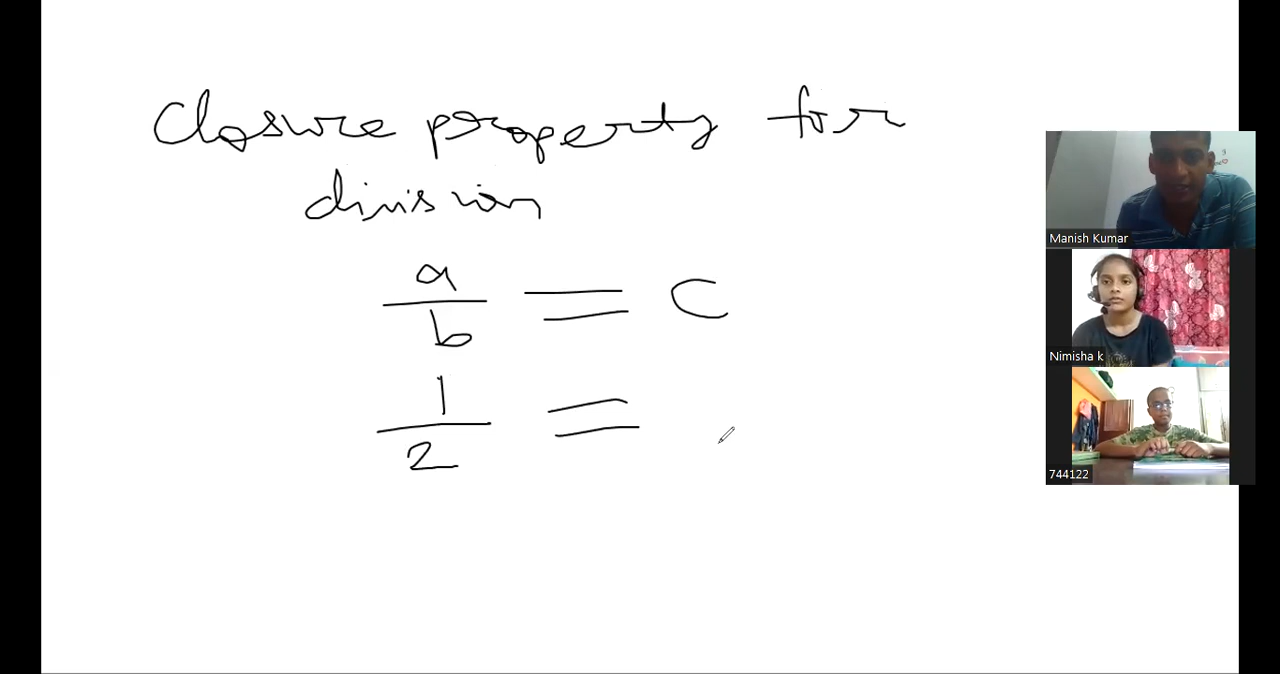 Closure property for
division
a
b = C
1
2 =
Manish Kumar
Nimisha k
744122